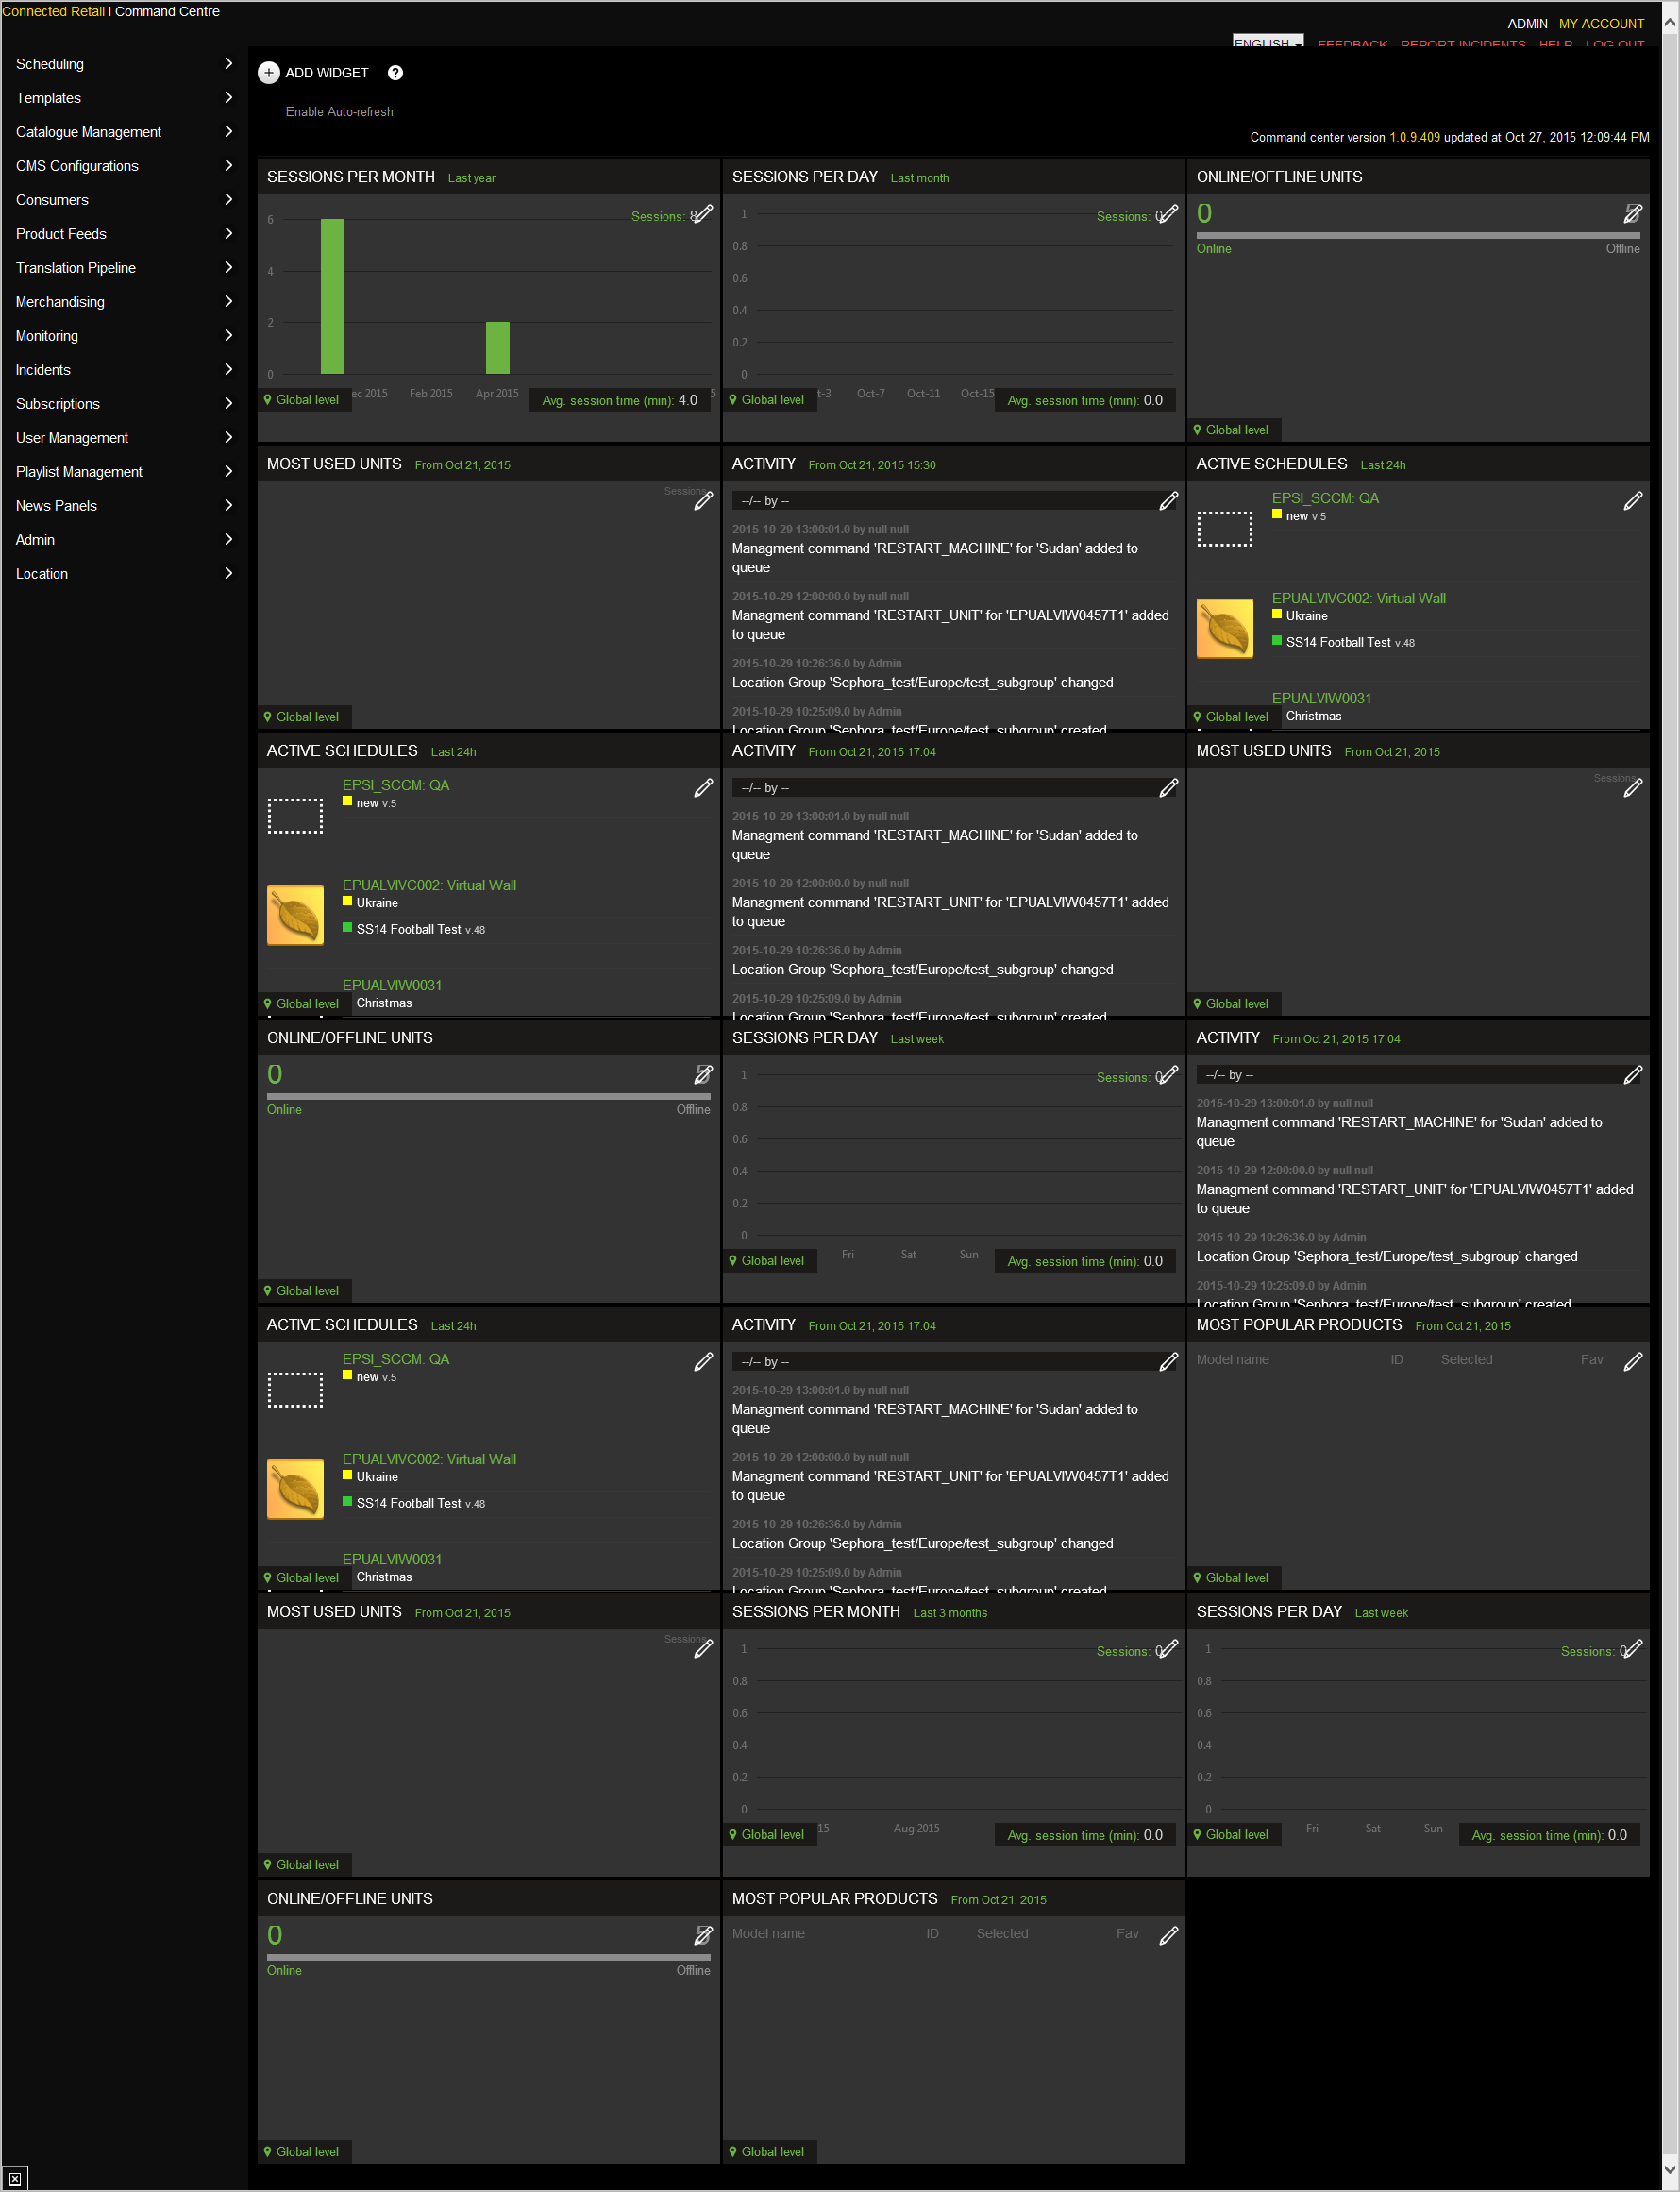 Connected Retail | Command Centre
ADMIN MY ACCOUNT
ENGLISH FEEDBACK REPORT INCIDENTS HELP LOG OUT
Scheduling
Templates
Catalogue Management
CMS Configurations
Consumers
Product Feeds
Translation Pipeline
Merchandising
Monitoring
Incidents
Subscriptions
User Management
Playlist Management
News Panels
Admin
Location
ADD WIDGET ?
Enable Auto-refresh
Command center version 1.0.9.409 updated at Oct 27, 2015 12:09:44 PM
SESSIONS PER MONTH Last year
Sessions: 8
6
4
2
0
ec 2015 Feb 2015 Apr 2015 5
Global level
Avg. session time (min): 4.0
SESSIONS PER DAY Last month
Sessions: 0
1
0.8
0.6
0.4
0.2
0
t-3 Oct-7 Oct-11 Oct-15
Global level
Avg. session time (min): 0.0
ONLINE/OFFLINE UNITS
0
Online Offline
Global level
MOST USED UNITS From Oct 21, 2015
Sessions
Global level
ACTIVITY From Oct 21, 2015 15:30
--/-- by --
2015-10-29 13:00:01.0 by null null
Managment command 'RESTART_MACHINE' for 'Sudan' added to
queue
2015-10-29 12:00:00.0 by null null
Managment command 'RESTART_UNIT' for 'EPUALVIW0457T1' added
to queue
2015-10-29 10:26:36.0 by Admin
Location Group 'Sephora_test/Europe/test_subgroup' changed
2015-10-29 10:25:09.0 by Admin
Location Group 'Sephora_test/Europe/test_subgroup' created
ACTIVE SCHEDULES Last 24h
EPSI_SCCM: QA
new v.5
EPUALVIVC002: Virtual Wall
Ukraine
SS14 Football Test v.48
EPUALVIW0031
Christmas
Global level
ACTIVE SCHEDULES Last 24h
EPSI_SCCM: QA
new v.5
EPUALVIVC002: Virtual Wall
Ukraine
SS14 Football Test v.48
EPUALVIW0031
Christmas
Global level
ACTIVITY From Oct 21, 2015 17:04
--/-- by --
2015-10-29 13:00:01.0 by null null
Managment command 'RESTART_MACHINE' for 'Sudan' added to
queue
2015-10-29 12:00:00.0 by null null
Managment command 'RESTART_UNIT' for 'EPUALVIW0457T1' added
to queue
2015-10-29 10:26:36.0 by Admin
Location Group 'Sephora_test/Europe/test_subgroup' changed
2015-10-29 10:25:09.0 by Admin
Location Group 'Sephora_test/Europe/test_subgroup' created
MOST USED UNITS From Oct 21, 2015
Sessions
Global level
ONLINE/OFFLINE UNITS
0
Online Offline
Global level
SESSIONS PER DAY Last week
Sessions: 0
1
0.8
0.6
0.4
0.2
0
Fri Sat Sun
Global level
Avg. session time (min): 0.0
ACTIVITY From Oct 21, 2015 17:04
--/-- by --
2015-10-29 13:00:01.0 by null null
Managment command 'RESTART_MACHINE' for 'Sudan' added to
queue
2015-10-29 12:00:00.0 by null null
Managment command 'RESTART_UNIT' for 'EPUALVIW0457T1' added
to queue
2015-10-29 10:26:36.0 by Admin
Location Group 'Sephora_test/Europe/test_subgroup' changed
2015-10-29 10:25:09.0 by Admin
Location Group 'Sephora_test/Europe/test_subgroup' created
ACTIVE SCHEDULES Last 24h
EPSI_SCCM: QA
new v.5
EPUALVIVC002: Virtual Wall
Ukraine
SS14 Football Test v.48
EPUALVIW0031
Christmas
Global level
ACTIVITY From Oct 21, 2015 17:04
--/-- by --
2015-10-29 13:00:01.0 by null null
Managment command 'RESTART_MACHINE' for 'Sudan' added to
queue
2015-10-29 12:00:00.0 by null null
Managment command 'RESTART_UNIT' for 'EPUALVIW0457T1' added
to queue
2015-10-29 10:26:36.0 by Admin
Location Group 'Sephora_test/Europe/test_subgroup' changed
2015-10-29 10:25:09.0 by Admin
Location Group 'Sephora_test/Europe/test_subgroup' created
MOST POPULAR PRODUCTS From Oct 21, 2015
Model name ID Selected Fav
Global level
MOST USED UNITS From Oct 21, 2015
Sessions
Global level
SESSIONS PER MONTH Last 3 months
Sessions: 0
1
0.8
0.6
0.4
0.2
0
15 Aug 2015
Global level
Avg. session time (min): 0.0
SESSIONS PER DAY Last week
Sessions: 0
1
0.8
0.6
0.4
0.2
0
Fri Sat Sun
Global level
Avg. session time (min): 0.0
ONLINE/OFFLINE UNITS
0
Online Offline
Global level
MOST POPULAR PRODUCTS From Oct 21, 2015
Model name ID Selected Fav
Global level